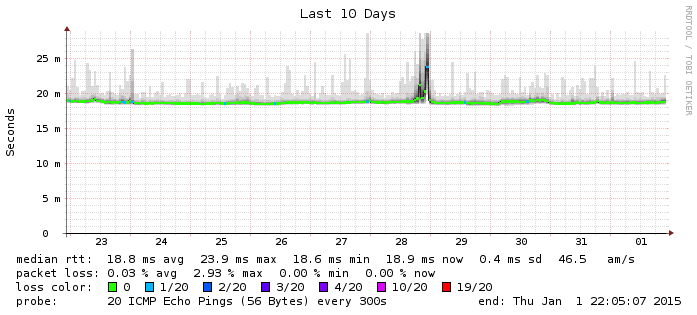 Last 10 Days
RRDTOOL / TOBI OETIKER
Seconds
25 m
20 m
15 m
10 m
5 m
0
23 24 25 26 27 28 29 30 31 01
median rtt: 18.8 ms avg 23.9 ms max 18.6 ms min 18.9 ms now 0.4 ms sd 46.5 am/s
packet loss: 0.03 % avg 2.93 % max 0.00 % min 0.00 % now
loss color: 0 1/20 2/20 3/20 4/20 10/20 19/20
probe: 20 ICMP Echo Pings (56 Bytes) every 300s end: Thu Jan 1 22:05:07 2015